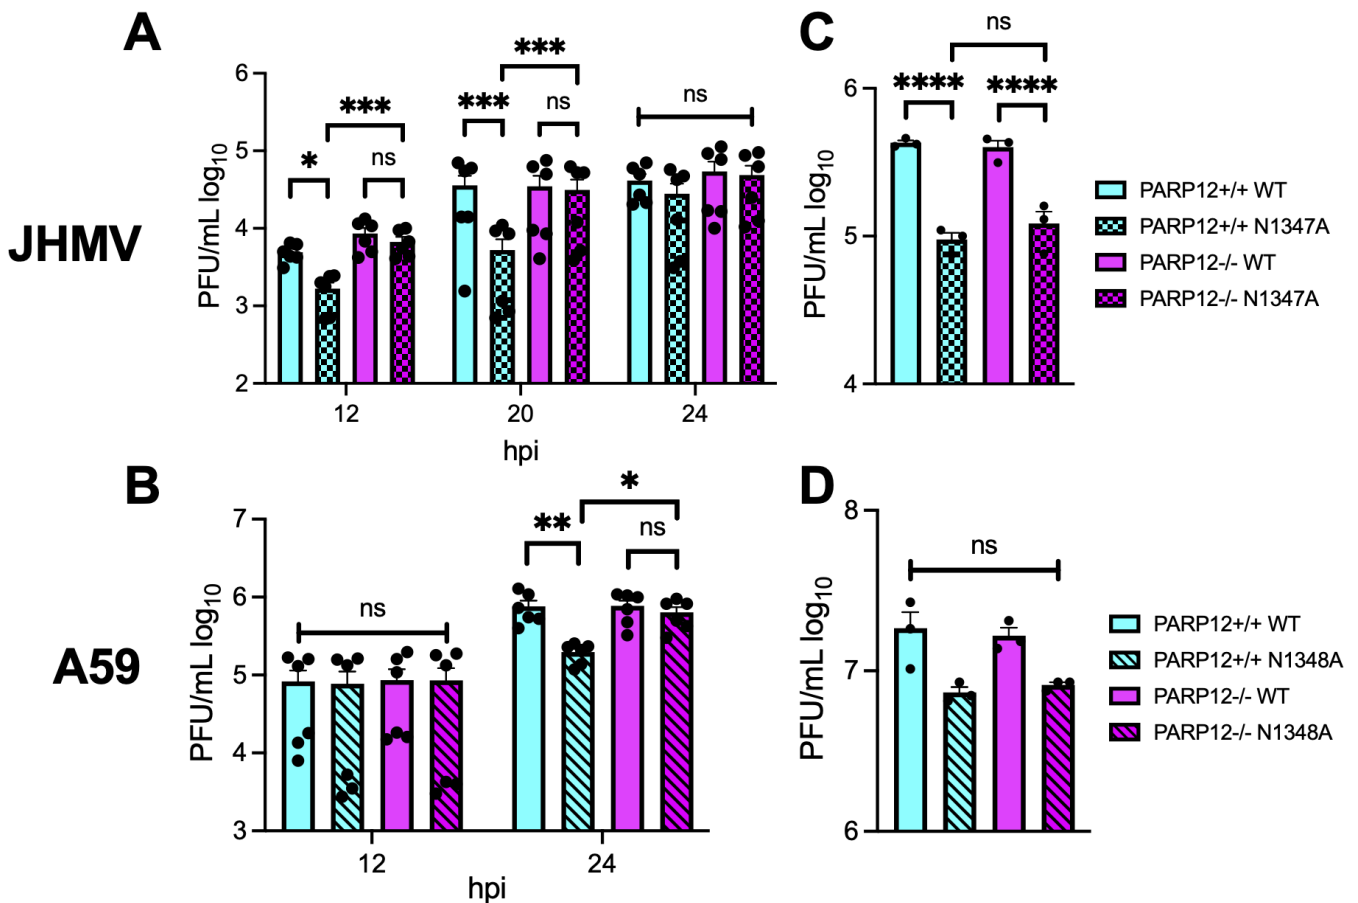 A
JHMV
PFU/mL log10
6
5
4
3
2
*
***
ns
***
***
ns
ns
12
20
24
hpi
C
PFU/mL log10
6
5
4
****
****
ns
PARP12+/+ WT
PARP12+/+ N1347A
PARP12-/- WT
PARP12-/- N1347A
B
A59
PFU/mL log10
7
6
5
4
3
ns
**
*
ns
12
24
hpi
D
PFU/mL log10
8
7
6
ns
PARP12+/+ WT
PARP12+/+ N1348A
PARP12-/- WT
PARP12-/- N1348A